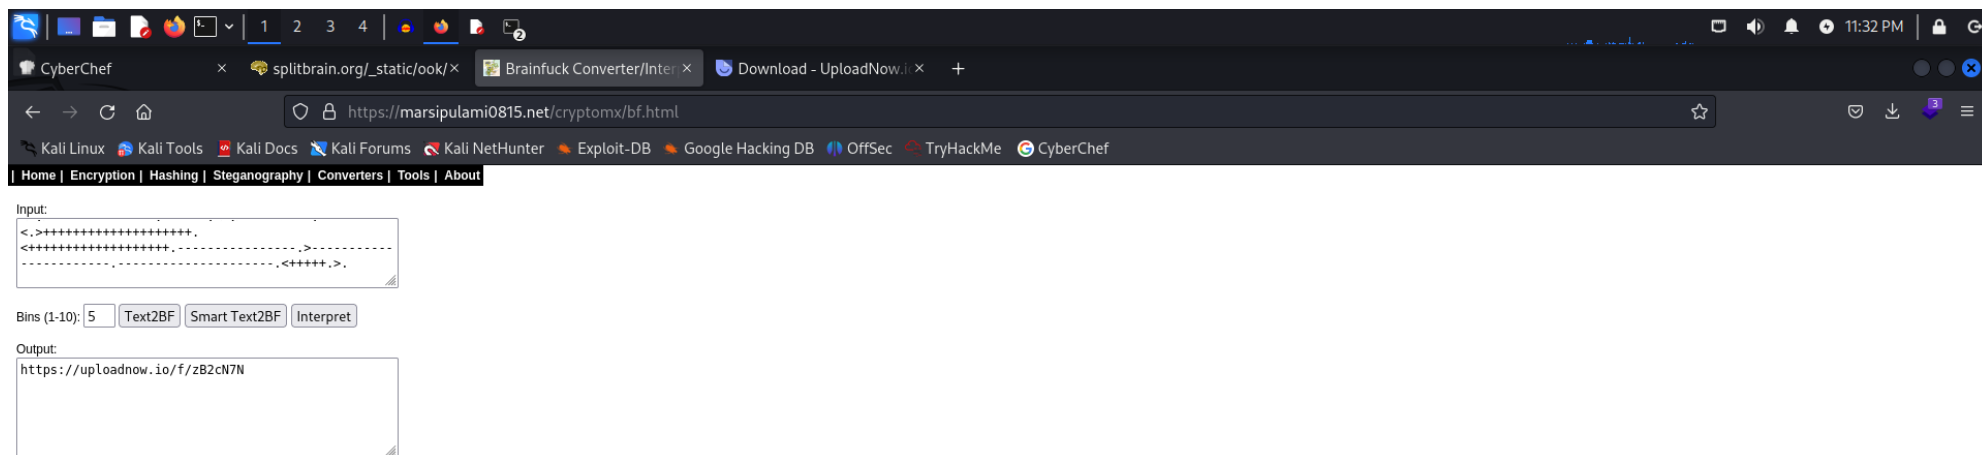 1 2 3 4 2 11:32 PM
CyberChef splitbrain.org/_static/ook/ Brainfuck Converter/Inter Download - UploadNow.i
https://marsipulami0815.net/cryptomx/bf.html 3
Kali Linux Kali Tools Kali Docs Kali Forums Kali NetHunter Exploit-DB Google Hacking DB OffSec TryHackMe CyberChef
| Home | Encryption | Hashing | Steganography | Converters | Tools | About
Input:
<.>++++++++++++++++++++.
<+++++++++++++++++++.----------------.>-----------
------------.---------------------.<+++++.>.
Bins (1-10): 5 Text2BF Smart Text2BF Interpret
Output:
https://uploadnow.io/f/zB2cN7N